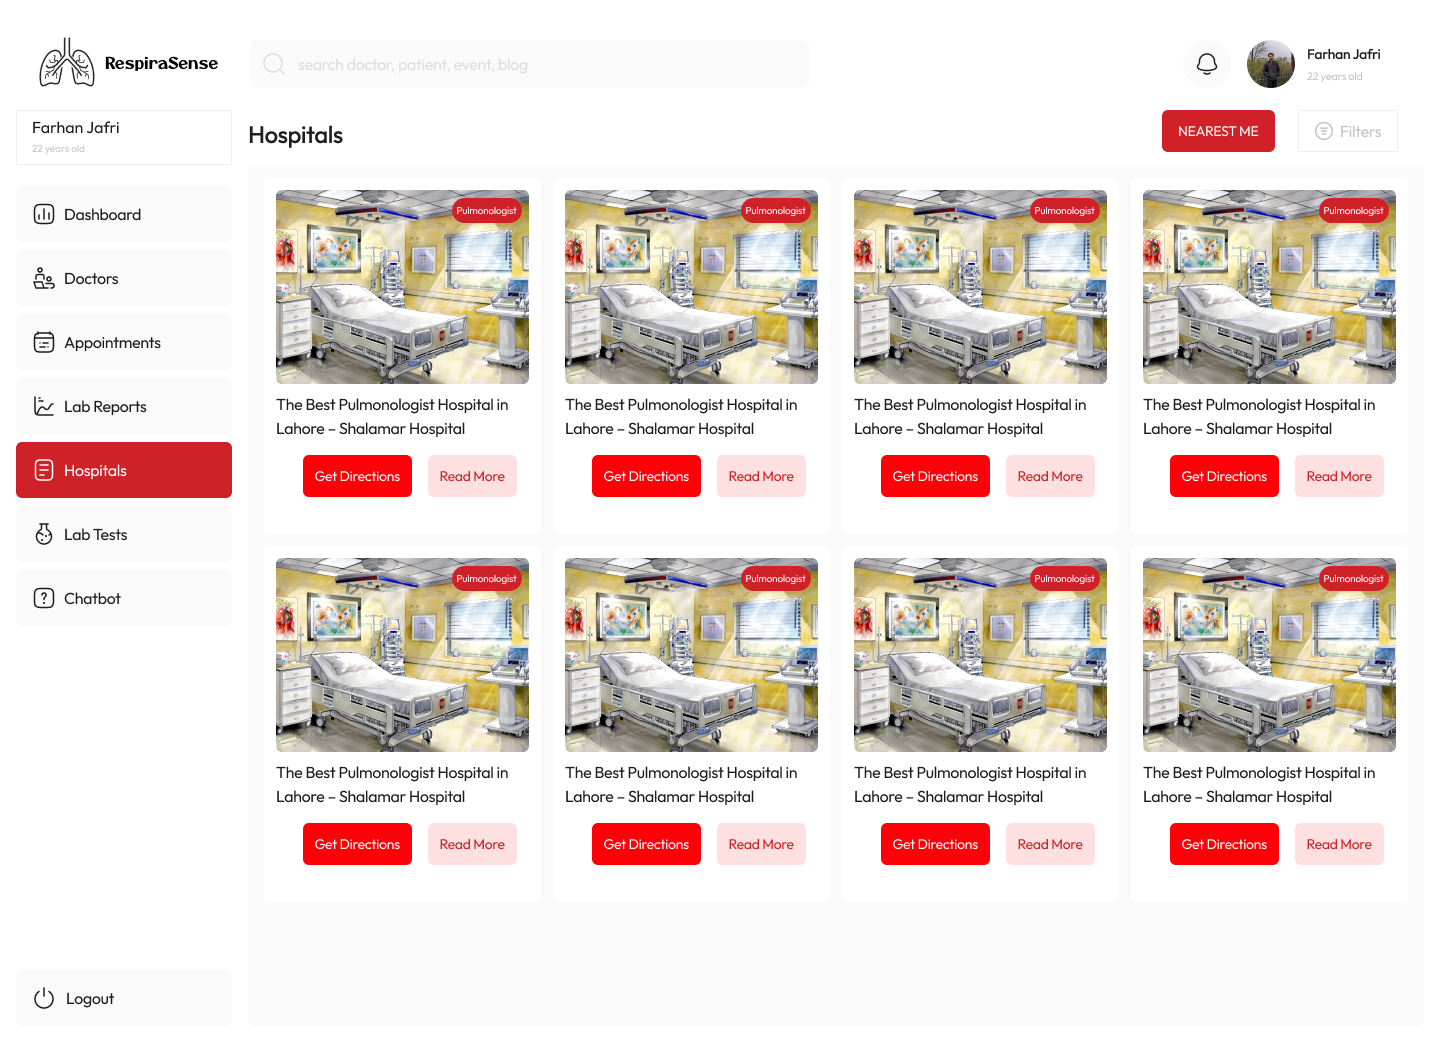 RespiraSense
search doctor, patient, event, blog
Farhan Jafri
22 years old
Farhan Jafri
22 years old
Dashboard
Doctors
Appointments
Lab Reports
Hospitals
Lab Tests
Chatbot
Logout
Hospitals
NEAREST ME
Filters
Pulmonologist
The Best Pulmonologist Hospital in
Lahore – Shalamar Hospital
Get Directions
Read More
Pulmonologist
The Best Pulmonologist Hospital in
Lahore – Shalamar Hospital
Get Directions
Read More
Pulmonologist
The Best Pulmonologist Hospital in
Lahore – Shalamar Hospital
Get Directions
Read More
Pulmonologist
The Best Pulmonologist Hospital in
Lahore – Shalamar Hospital
Get Directions
Read More
Pulmonologist
The Best Pulmonologist Hospital in
Lahore – Shalamar Hospital
Get Directions
Read More
Pulmonologist
The Best Pulmonologist Hospital in
Lahore – Shalamar Hospital
Get Directions
Read More
Pulmonologist
The Best Pulmonologist Hospital in
Lahore – Shalamar Hospital
Get Directions
Read More
Pulmonologist
The Best Pulmonologist Hospital in
Lahore – Shalamar Hospital
Get Directions
Read More